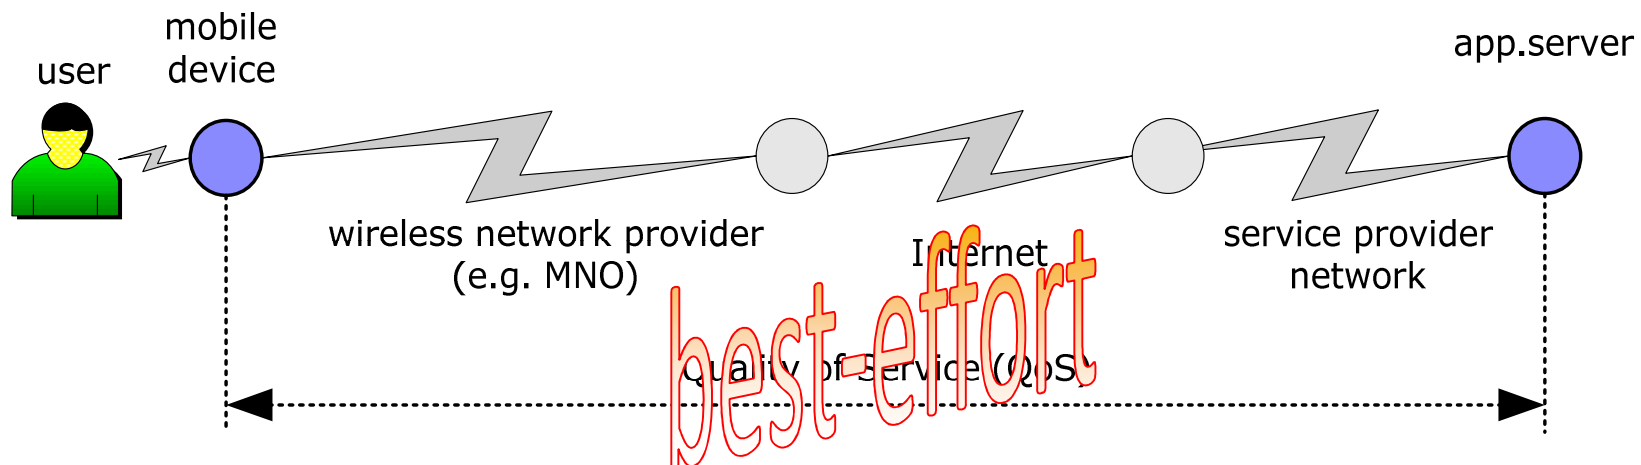 mobile
device
user
app.server
wireless network provider
(e.g. MNO)
Internet
service provider
network
best-effort
Quality of Service (QoS)